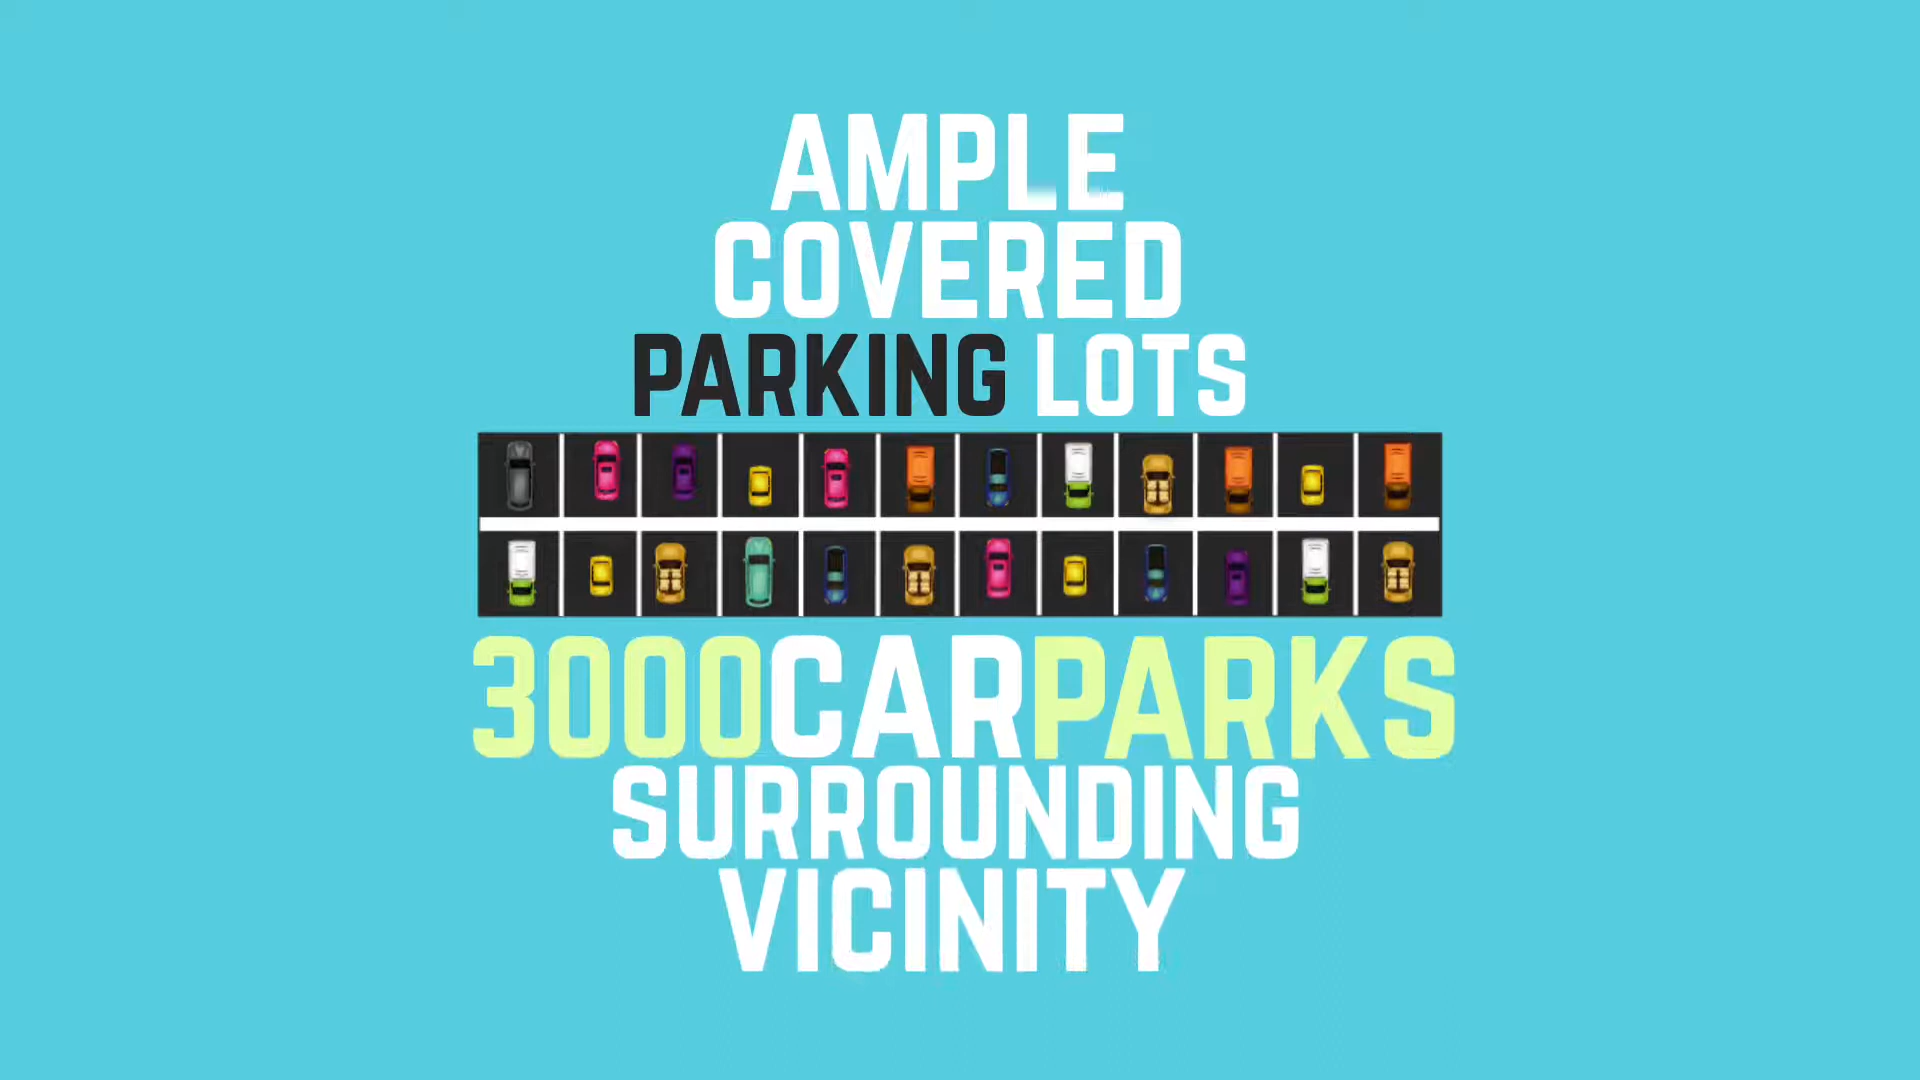 AMPLE
COVERED
PARKING LOTS
3000CARPARKS
SURROUNDING
VICINITY